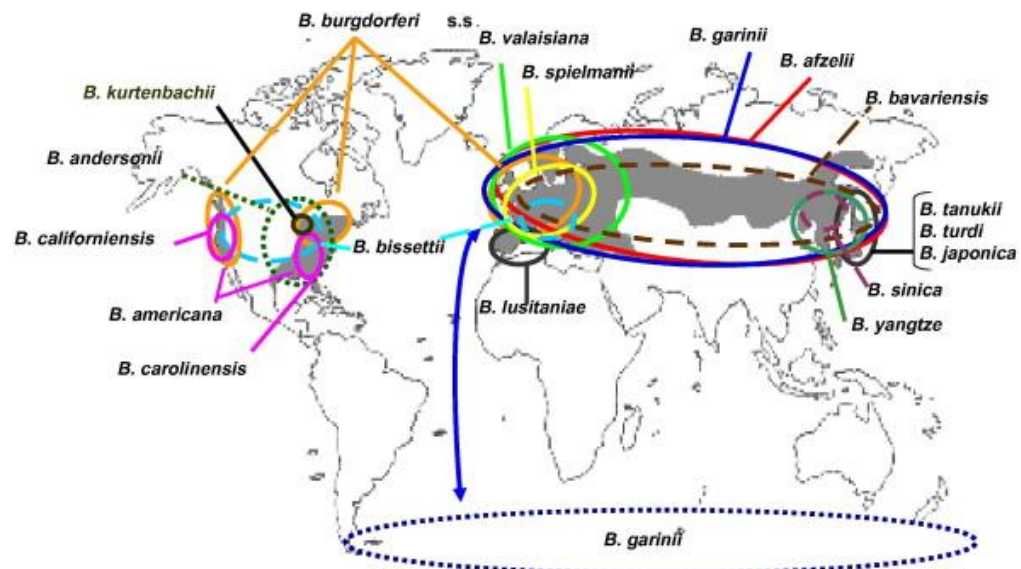 B. burgdorferi s.s.
B. valaisiana
B. garinii
B. spielmanii
B. afzelii
B. kurtenbachii
B. bavariensis
B. andersonii
B. californiensis
B. bissettii
B. tanukii
B. turdi
B. japonica
B. sinica
B. lusitaniae
B. americana
B. yangtze
B. carolinensis
B. garinii